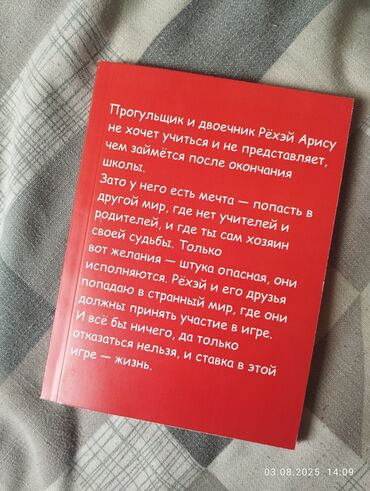 Прогульщик и двоечник Рёхэй Арису
не хочет учиться и не представляет,
чем займётся после окончания
школы.
Зато у него есть мечта — попасть в
другой мир, где нет учителей и
родителей, и где ты сам хозяин
своей судьбы. Только
вот желания — штука опасная, они
исполняются. Рёхэй и его друзья
попадаю в странный мир, где они
должны принять участие в игре.
И всё бы ничего, да только
отказаться нельзя, и ставка в этой
игре — жизнь.
03.08.2025 14:09